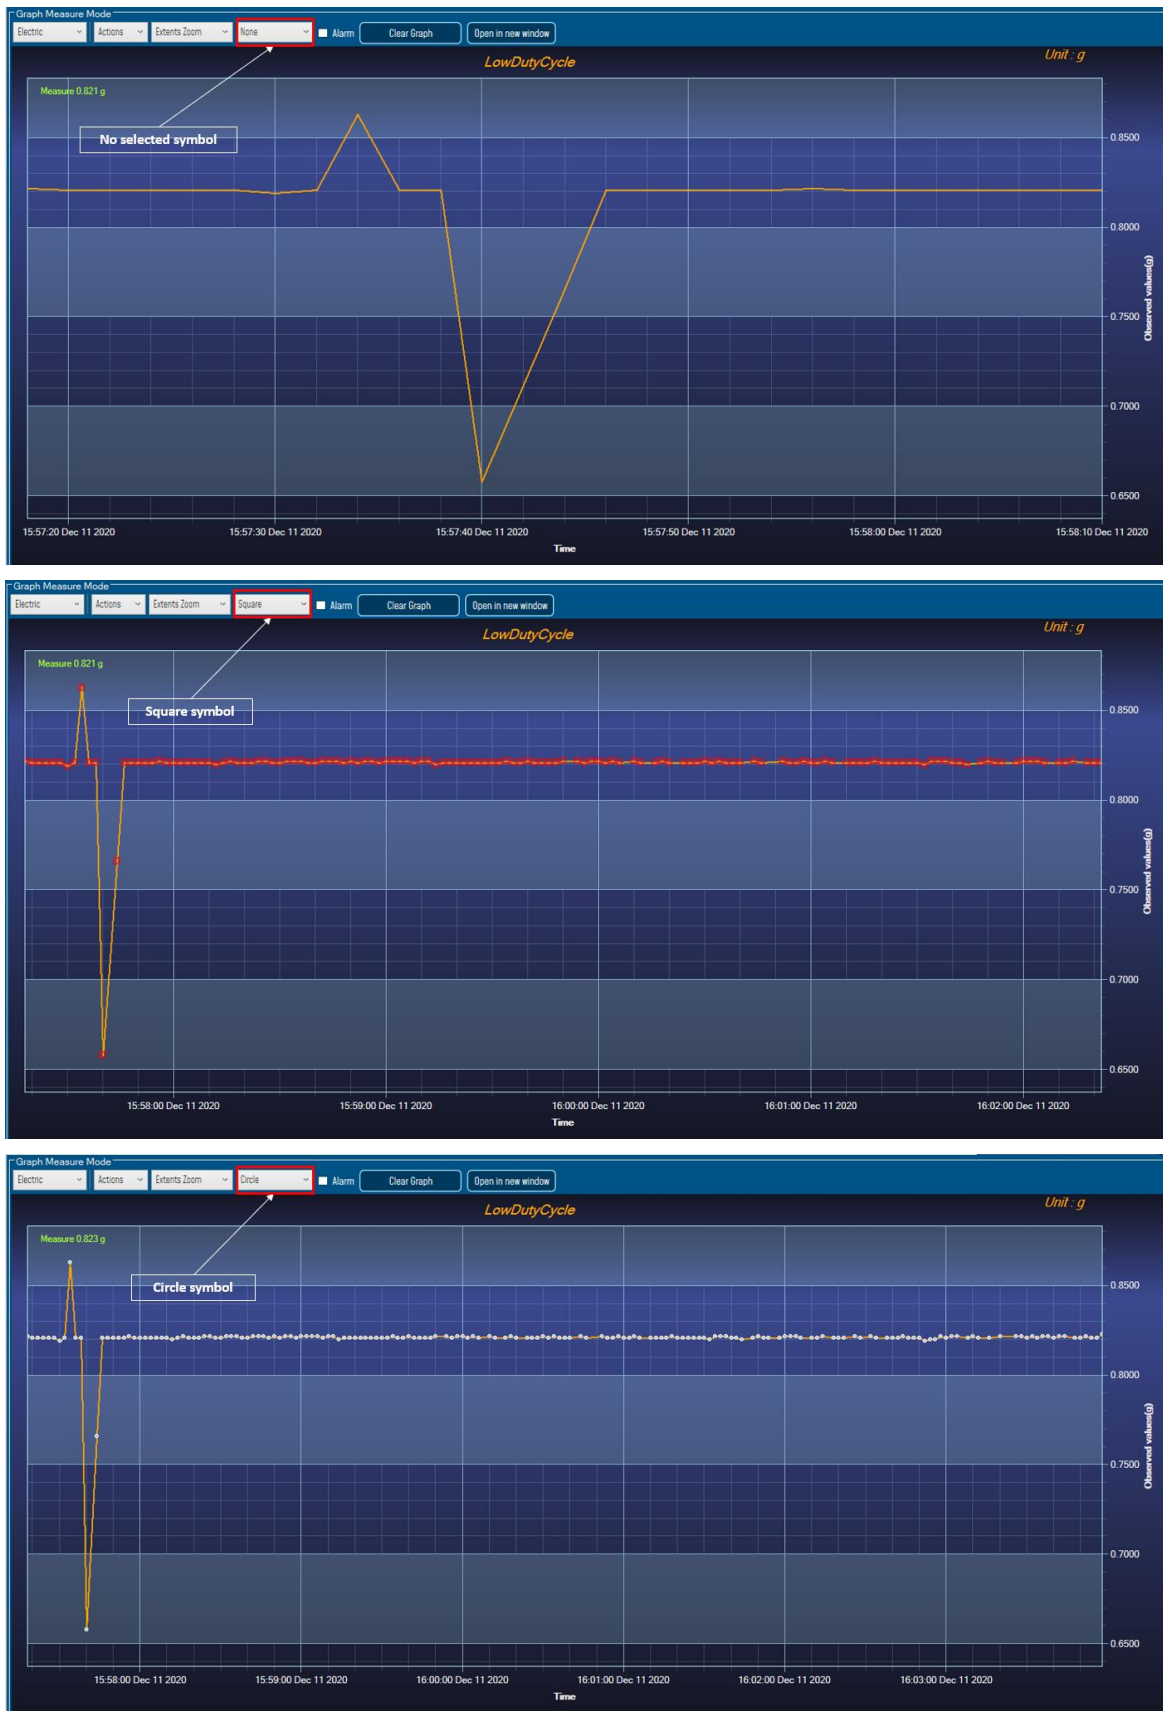 Graph Measure Mode
Electric Actions Extents Zoom None Alarm Clear Graph Open in new window
LowDutyCycle
Unit : g
Measure 0.821 g
No selected symbol
0.8500
0.8000
0.7500
0.7000
0.6500
Observed values(g)
15:57:20 Dec 11 2020 15:57:30 Dec 11 2020 15:57:40 Dec 11 2020 15:57:50 Dec 11 2020 15:58:00 Dec 11 2020 15:58:10 Dec 11 2020
Time
Graph Measure Mode
Electric Actions Extents Zoom Square Alarm Clear Graph Open in new window
LowDutyCycle
Unit : g
Measure 0.821 g
Square symbol
0.8500
0.8000
0.7500
0.7000
0.6500
Observed values(g)
15:58:00 Dec 11 2020 15:59:00 Dec 11 2020 16:00:00 Dec 11 2020 16:01:00 Dec 11 2020 16:02:00 Dec 11 2020
Time
Graph Measure Mode
Electric Actions Extents Zoom Circle Alarm Clear Graph Open in new window
LowDutyCycle
Unit : g
Measure 0.823 g
Circle symbol
0.8500
0.8000
0.7500
0.7000
0.6500
Observed values(g)
15:58:00 Dec 11 2020 15:59:00 Dec 11 2020 16:00:00 Dec 11 2020 16:01:00 Dec 11 2020 16:02:00 Dec 11 2020 16:03:00 Dec 11 2020
Time